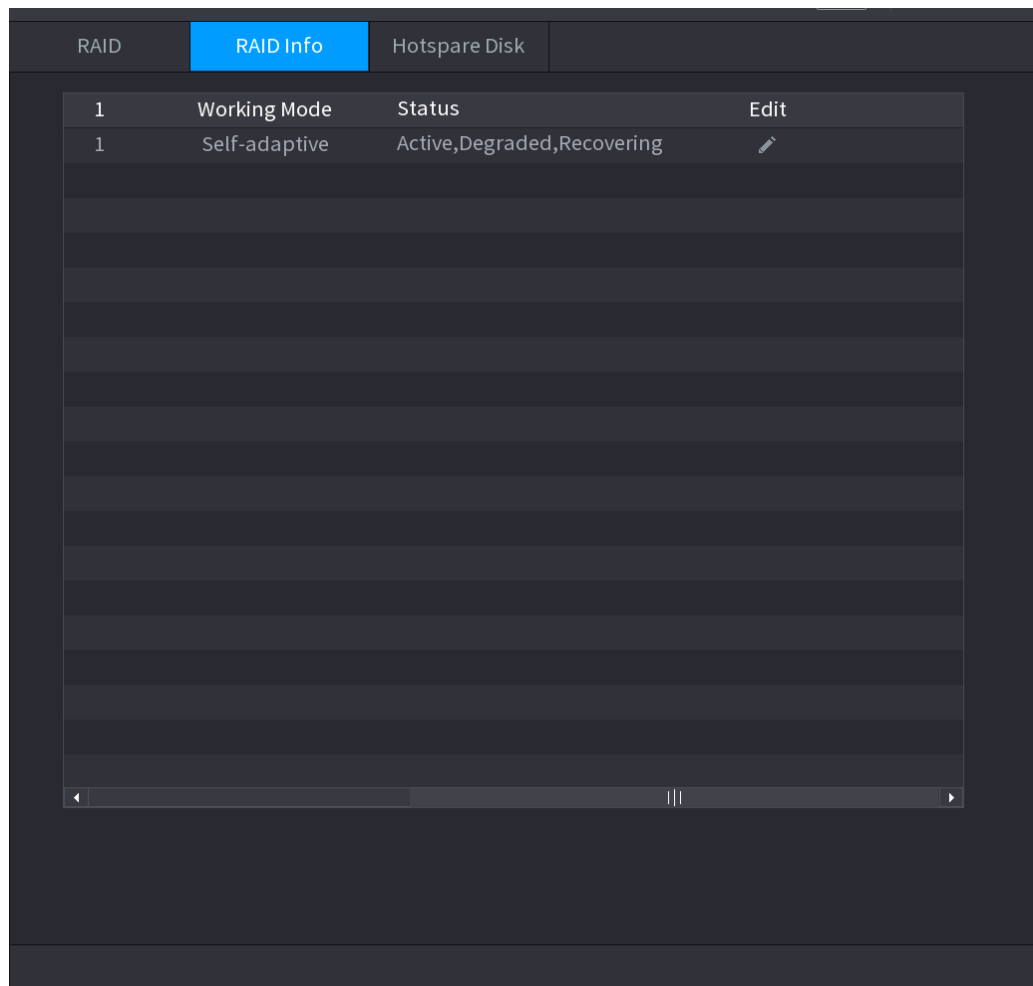 RAID RAID Info Hotspare Disk
1 Working Mode Status Edit
1 Self-adaptive Active,Degraded,Recovering